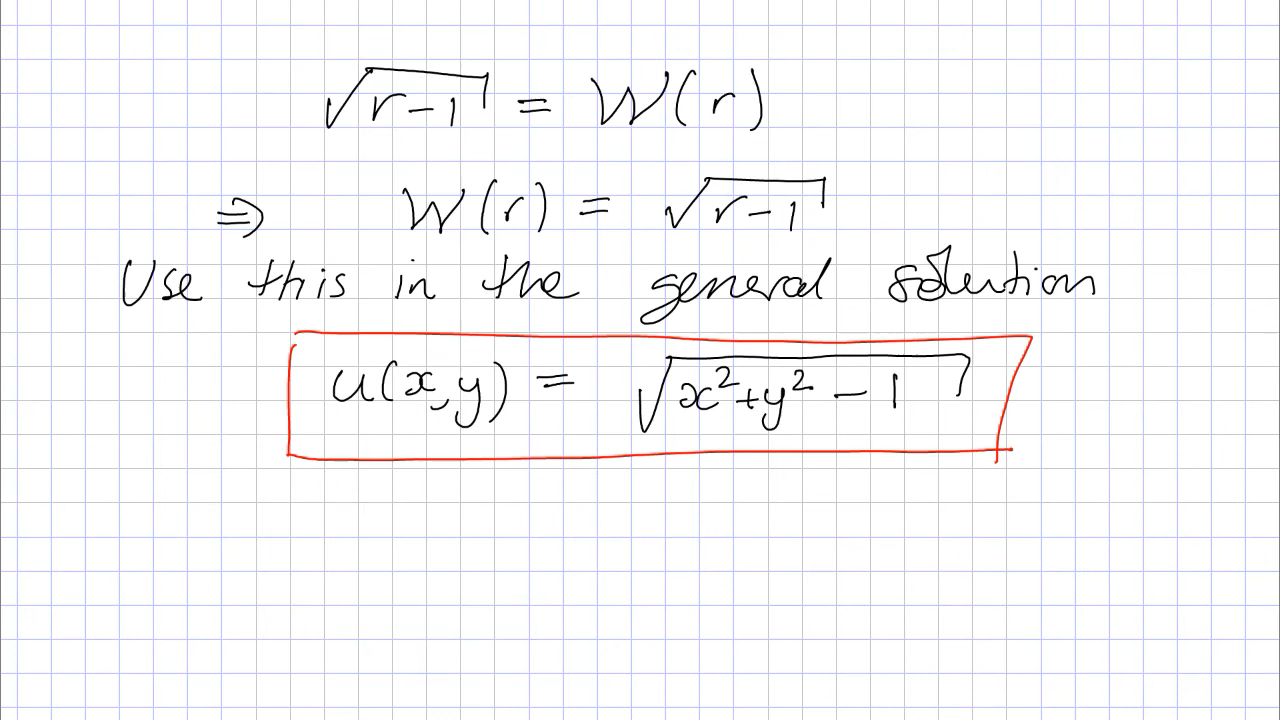 √(r-1) = W(r)
⇒ W(r) = √(r-1)
Use this in the general solution
u(x,y) = √(x²+y²-1)